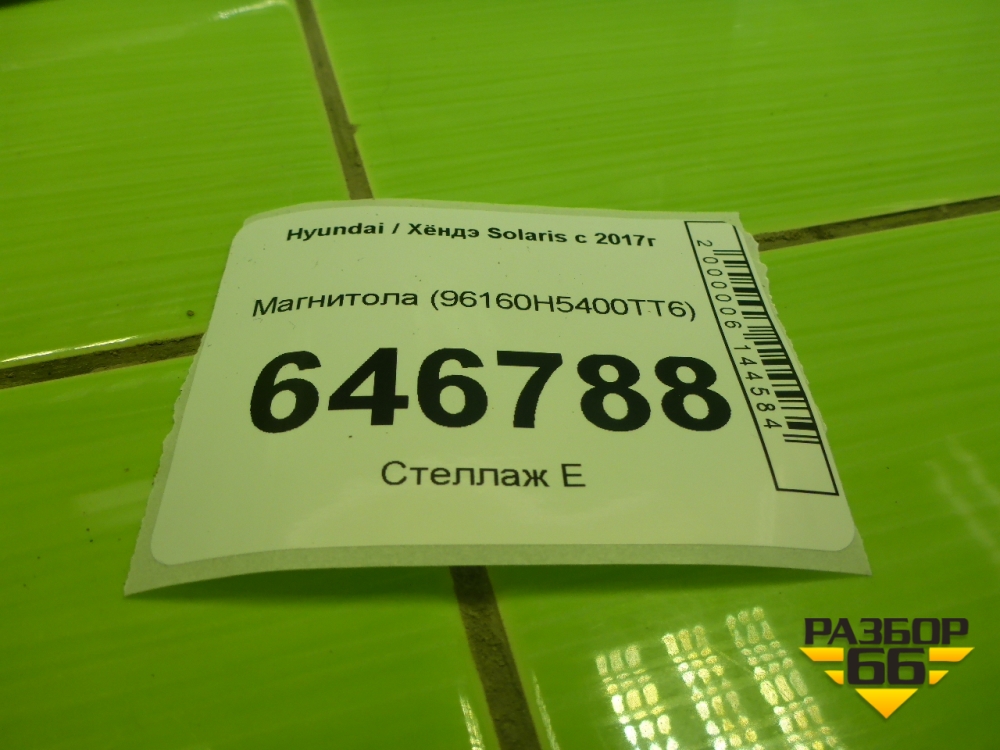 Hyundai / Хёндэ Solaris с 2017г
Магнитола (96160H5400TT6)
646788
Стеллаж Е
2000006144584
РАЗБОР
66